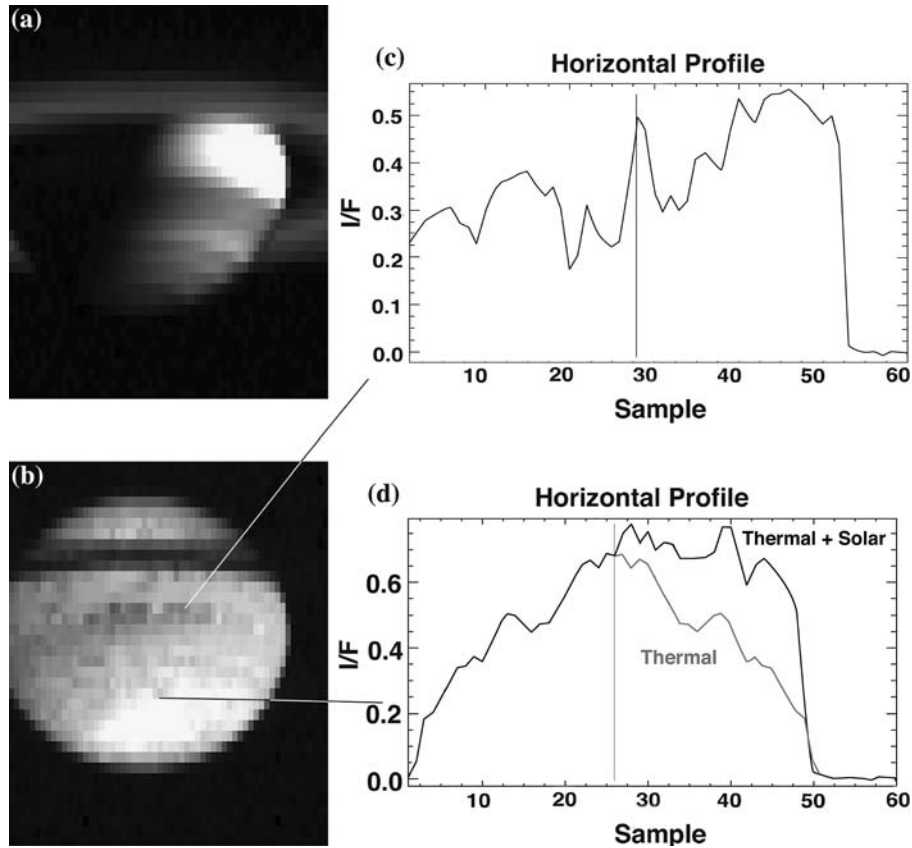 (a)
(c)
Horizontal Profile
I/F
0.5
0.4
0.3
0.2
0.1
0.0
10 20 30 40 50 60
Sample
(b)
(d)
Horizontal Profile
Thermal + Solar
I/F
0.6
0.4
0.2
0.0
Thermal
10 20 30 40 50 60
Sample